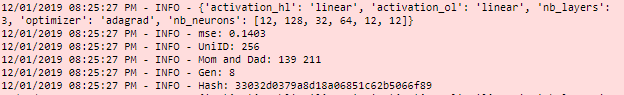 12/01/2019 08:25:27 PM - INFO - {'activation_hl': 'linear', 'activation_ol': 'linear', 'nb_layers':
3, 'optimizer': 'adagrad', 'nb_neurons': [12, 128, 32, 64, 12, 12]}
12/01/2019 08:25:27 PM - INFO - mse: 0.1403
12/01/2019 08:25:27 PM - INFO - UniID: 256
12/01/2019 08:25:27 PM - INFO - Mom and Dad: 139 211
12/01/2019 08:25:27 PM - INFO - Gen: 8
12/01/2019 08:25:27 PM - INFO - Hash: 33032d0379a8d18a06851c62b5066f89